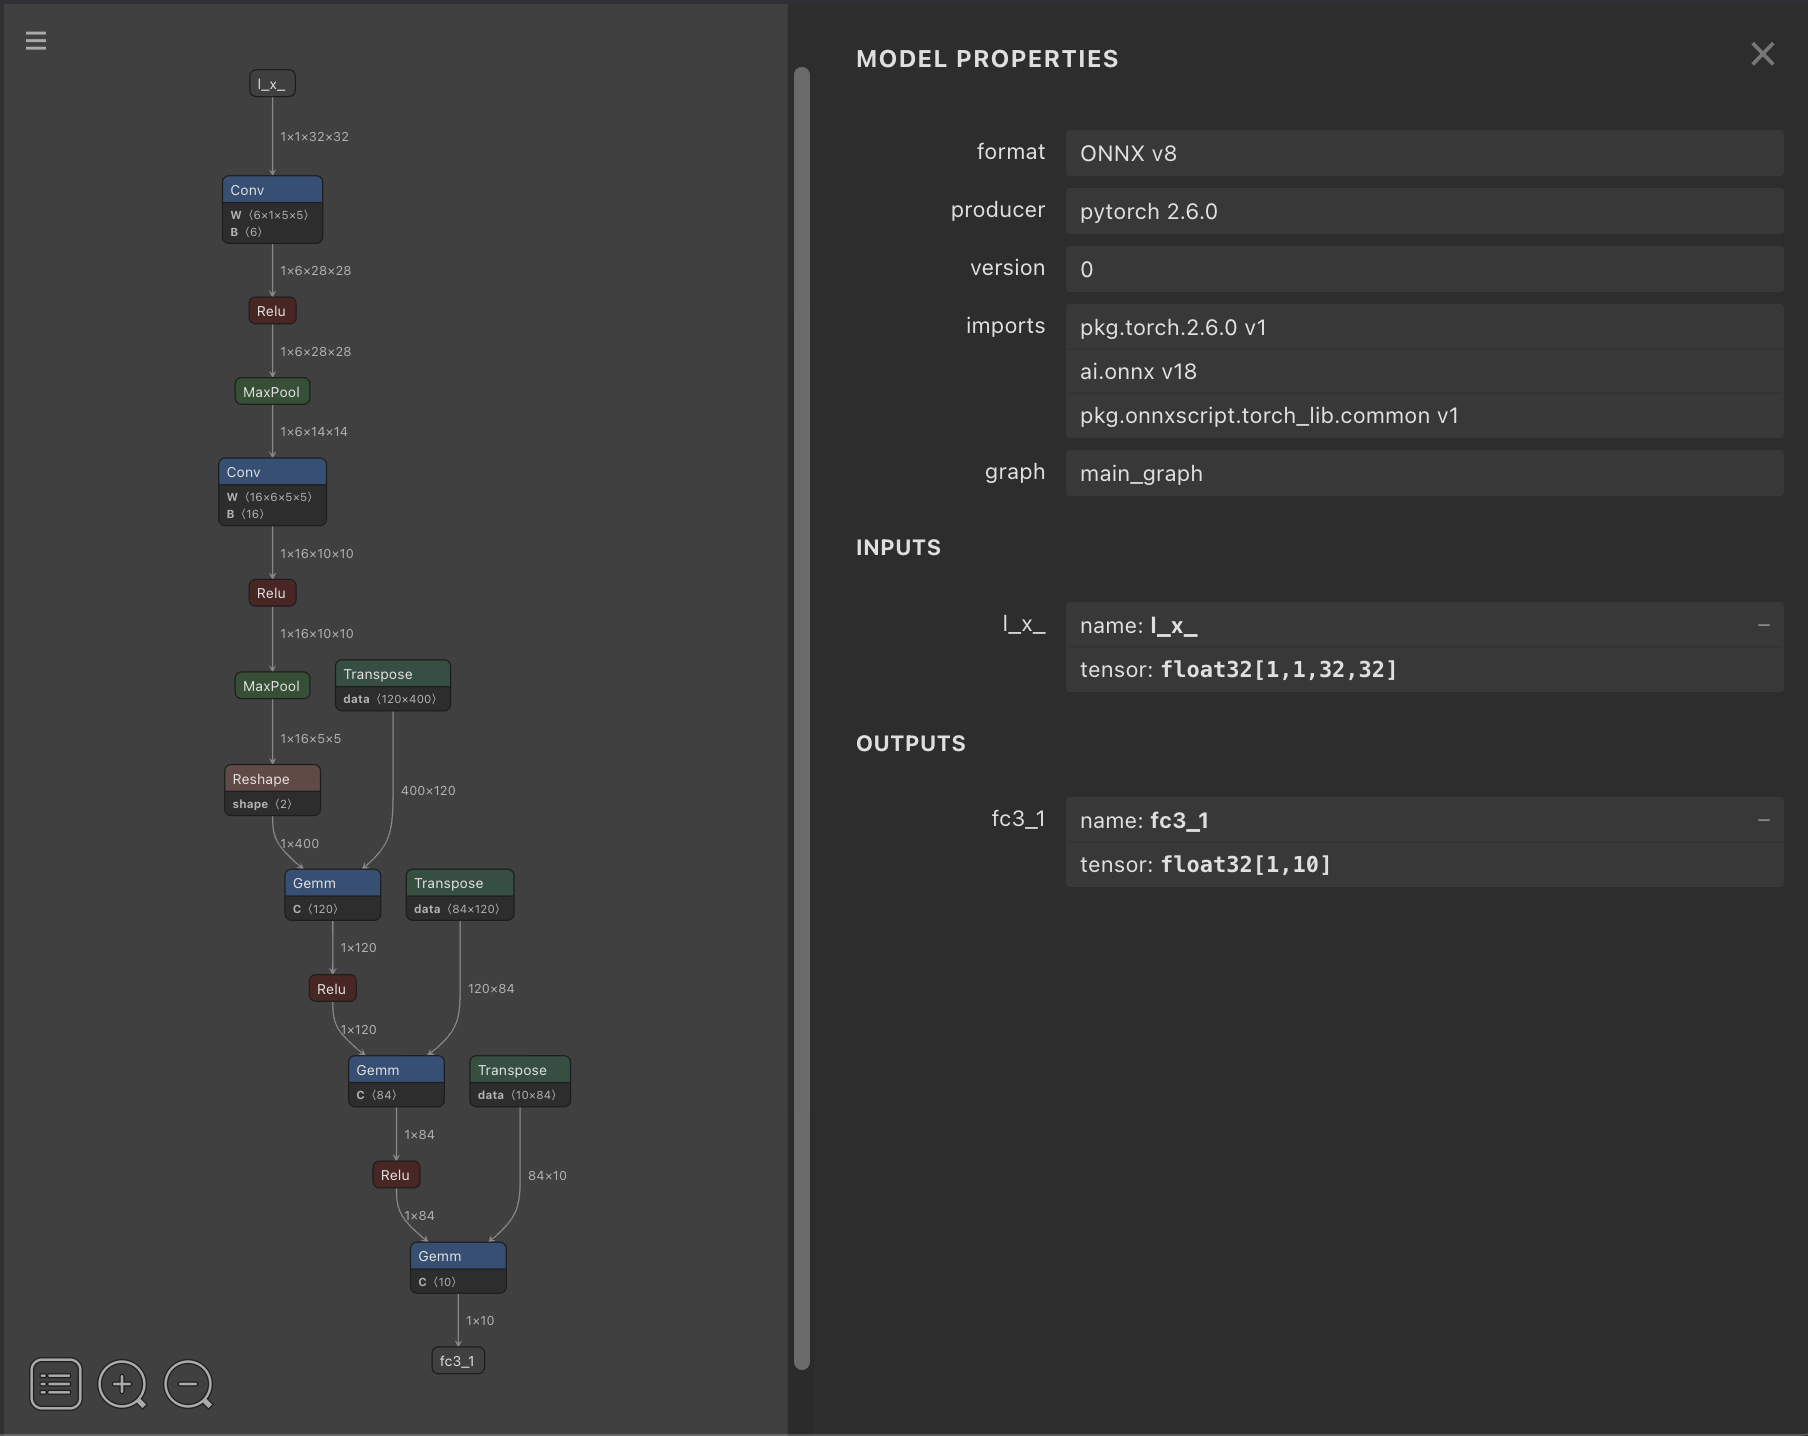 l_x_
1×1×32×32
Conv
W ⟨6×1×5×5⟩
B ⟨6⟩
1×6×28×28
Relu
1×6×28×28
MaxPool
1×6×14×14
Conv
W ⟨16×6×5×5⟩
B ⟨16⟩
1×16×10×10
Relu
1×16×10×10
MaxPool
Transpose
data ⟨120×400⟩
1×16×5×5
Reshape
shape ⟨2⟩
400×120
1×400
Gemm
C ⟨120⟩
Transpose
data ⟨84×120⟩
1×120
Relu
120×84
1×120
Gemm
C ⟨84⟩
Transpose
data ⟨10×84⟩
1×84
Relu
84×10
1×84
Gemm
C ⟨10⟩
1×10
fc3_1
MODEL PROPERTIES
format ONNX v8
producer pytorch 2.6.0
version 0
imports pkg.torch.2.6.0 v1
ai.onnx v18
pkg.onnxscript.torch_lib.common v1
graph main_graph
INPUTS
l_x_ name: l_x_
tensor: float32[1,1,32,32]
OUTPUTS
fc3_1 name: fc3_1
tensor: float32[1,10]